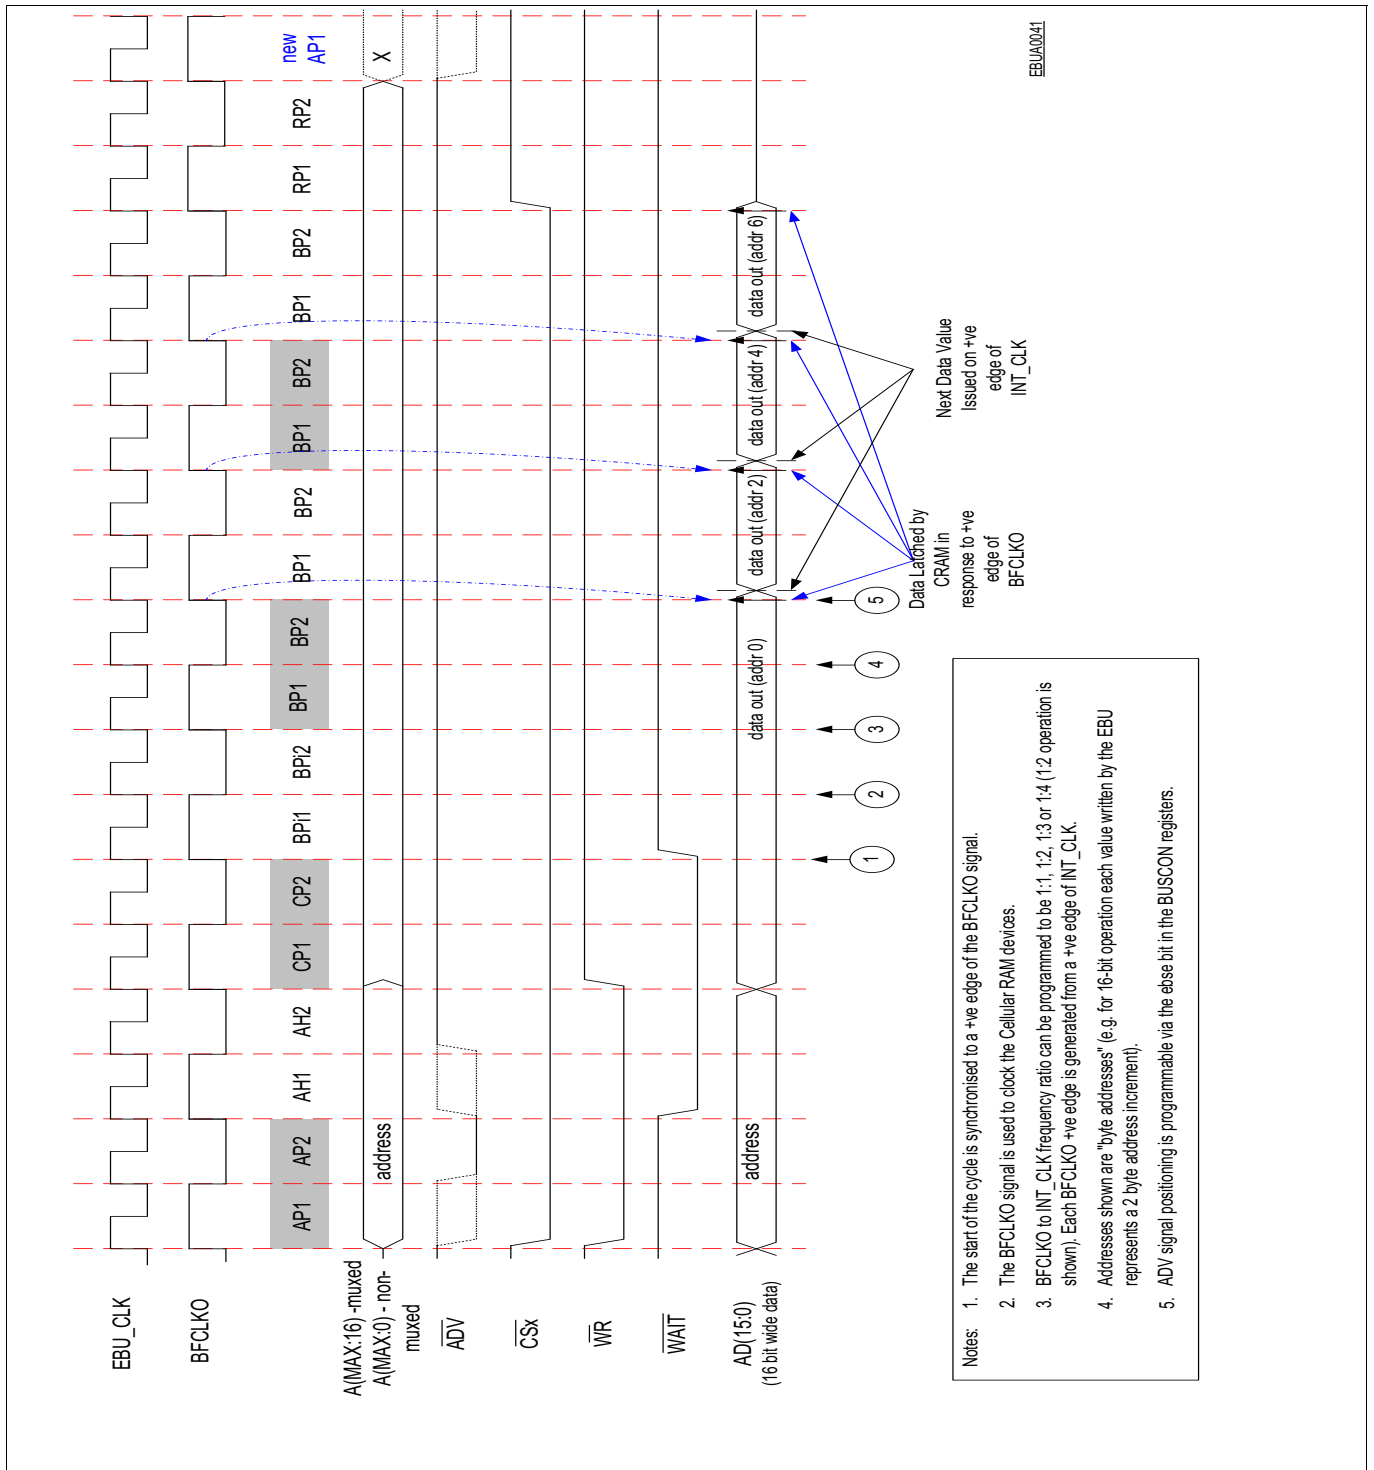 EBU_CLK
BFCLKO
AP1 AP2 AH1 AH2 CP1 CP2 BPi1 BPi2 BP1 BP2 BP1 BP2 BP1 BP2 BP1 BP2 RP1 RP2 new
AP1
A(MAX:16) -muxed
A(MAX:0) - non-
muxed
address
X
ADV
CSx
WR
WAIT
AD(15:0)
(16 bit wide data)
address
data out (addr 0)
data out (addr 2)
data out (addr 4)
data out (addr 6)
1 2 3 4 5
Data Latched by
CRAM in
response to +ve
edge of
BFCLKO
Next Data Value
Issued on +ve
edge of
INT_CLK
Notes: 1. The start of the cycle is synchronised to a +ve edge of the BFCLKO signal.
2. The BFCLKO signal is used to clock the Cellular RAM devices.
3. BFCLKO to INT_CLK frequency ratio can be programmed to be 1:1, 1:2, 1:3 or 1:4 (1:2 operation is
shown). Each BFCLKO +ve edge is generated from a +ve edge of INT_CLK.
4. Addresses shown are "byte addresses" (e.g. for 16-bit operation each value written by the EBU
represents a 2 byte address increment).
5. ADV signal positioning is programmable via the ebse bit in the BUSCON registers.
EBUA0041